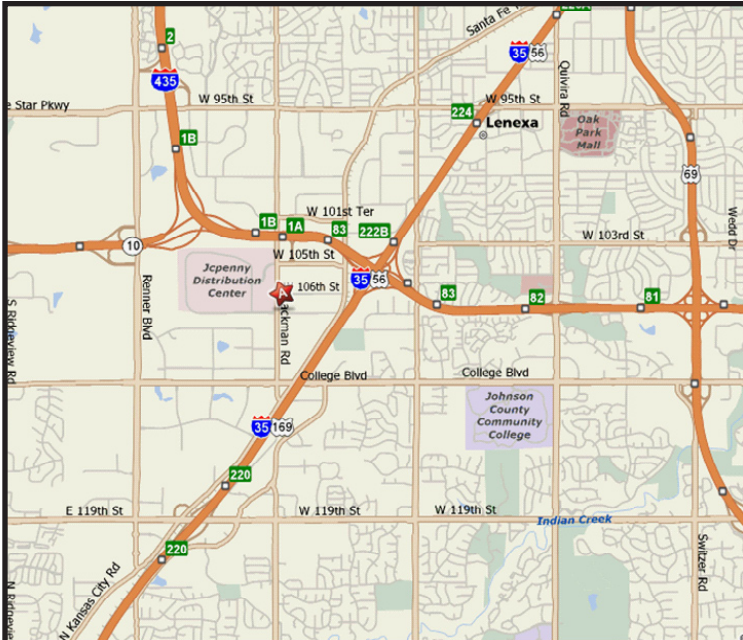 Santa Fe
2
35
56
435
Quivira Rd
W 95th St
W 95th St
e Star Pkwy
224
Lenexa
Oak
Park
Mall
1B
69
1B
1A
83
W 101st Ter
222B
W 103rd St
Wedd Dr
10
W 105th St
Jcpenny
Distribution
Center
35
56
106th St
A
83
82
81
S Ridgeview Rd
Renner Blvd
ackman Rd
College Blvd
College Blvd
Johnson
County
Community
College
35
169
220
E 119th St
W 119th St
W 119th St
Indian Creek
220
Switzer Rd
N Kansas City Rd
N Ridgeview